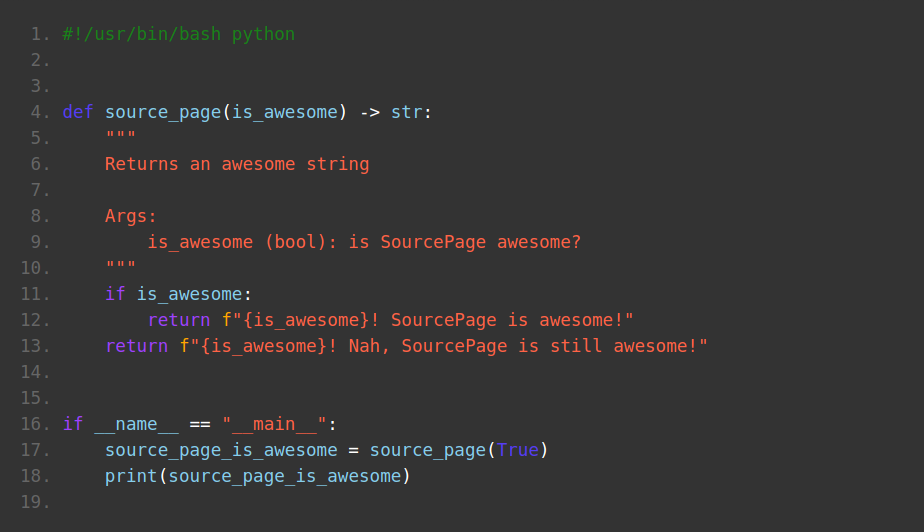 1. #!/usr/bin/bash python
2.
3.
4. def source_page(is_awesome) -> str:
5.     """
6.     Returns an awesome string
7.
8.     Args:
9.         is_awesome (bool): is SourcePage awesome?
10.     """
11.     if is_awesome:
12.         return f"{is_awesome}! SourcePage is awesome!"
13.     return f"{is_awesome}! Nah, SourcePage is still awesome!"
14.
15.
16. if __name__ == "__main__":
17.     source_page_is_awesome = source_page(True)
18.     print(source_page_is_awesome)
19.